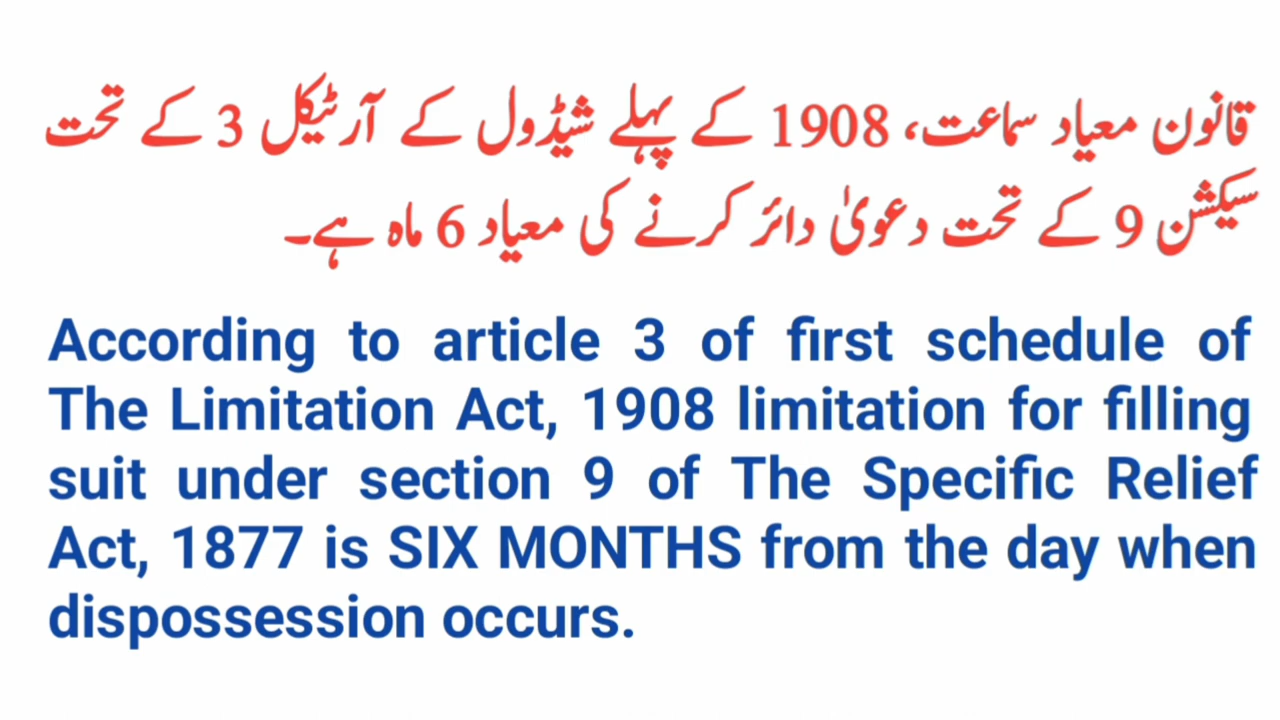 قانون معیاد سماعت، 1908 کے پہلے شیڈول کے آرٹیکل 3 کے تحت
سیکشن 9 کے تحت دعویٰ دائر کرنے کی معیاد 6 ماہ ہے۔
According to article 3 of first schedule of
The Limitation Act, 1908 limitation for filling
suit under section 9 of The Specific Relief
Act, 1877 is SIX MONTHS from the day when
dispossession occurs.